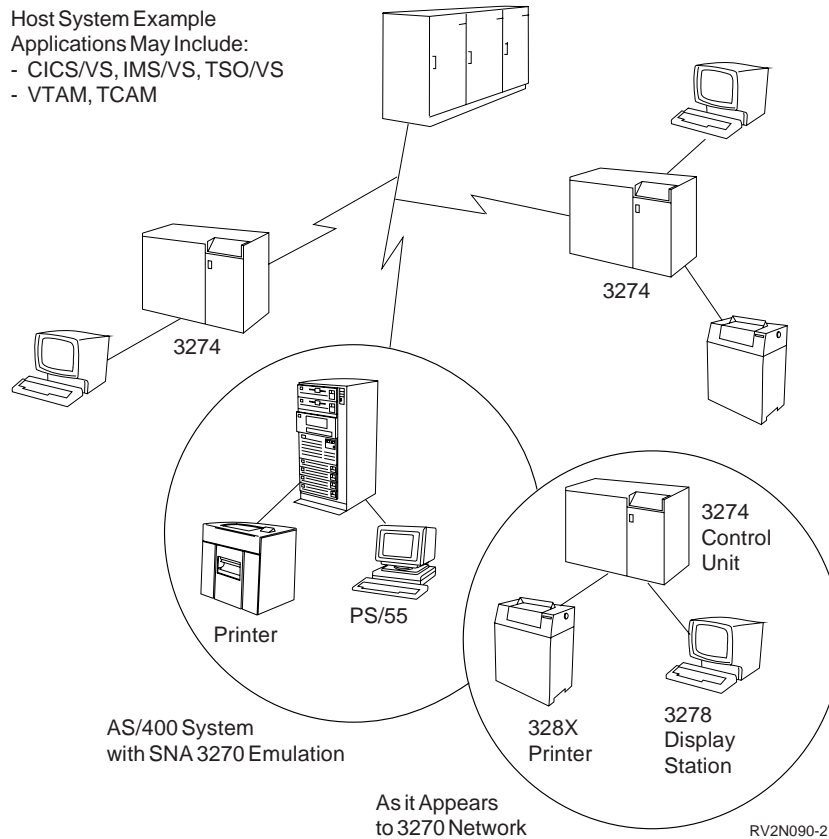 Host System Example
Applications May Include:
- CICS/VS, IMS/VS, TSO/VS
- VTAM, TCAM
3274
3274
3274
Control
Unit
PS/55
Printer
328X
Printer
3278
Display
Station
AS/400 System
with SNA 3270 Emulation
As it Appears
to 3270 Network
RV2N090-2